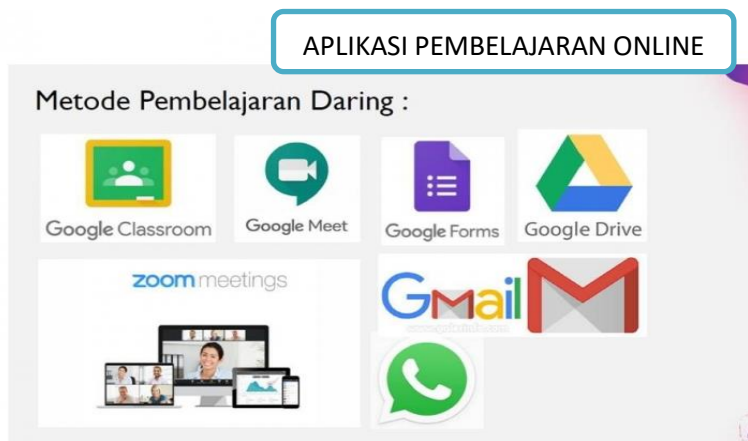 APLIKASI PEMBELAJARAN ONLINE
Metode Pembelajaran Daring :
Google Classroom
Google Meet
Google Forms
Google Drive
zoom meetings
Gmail